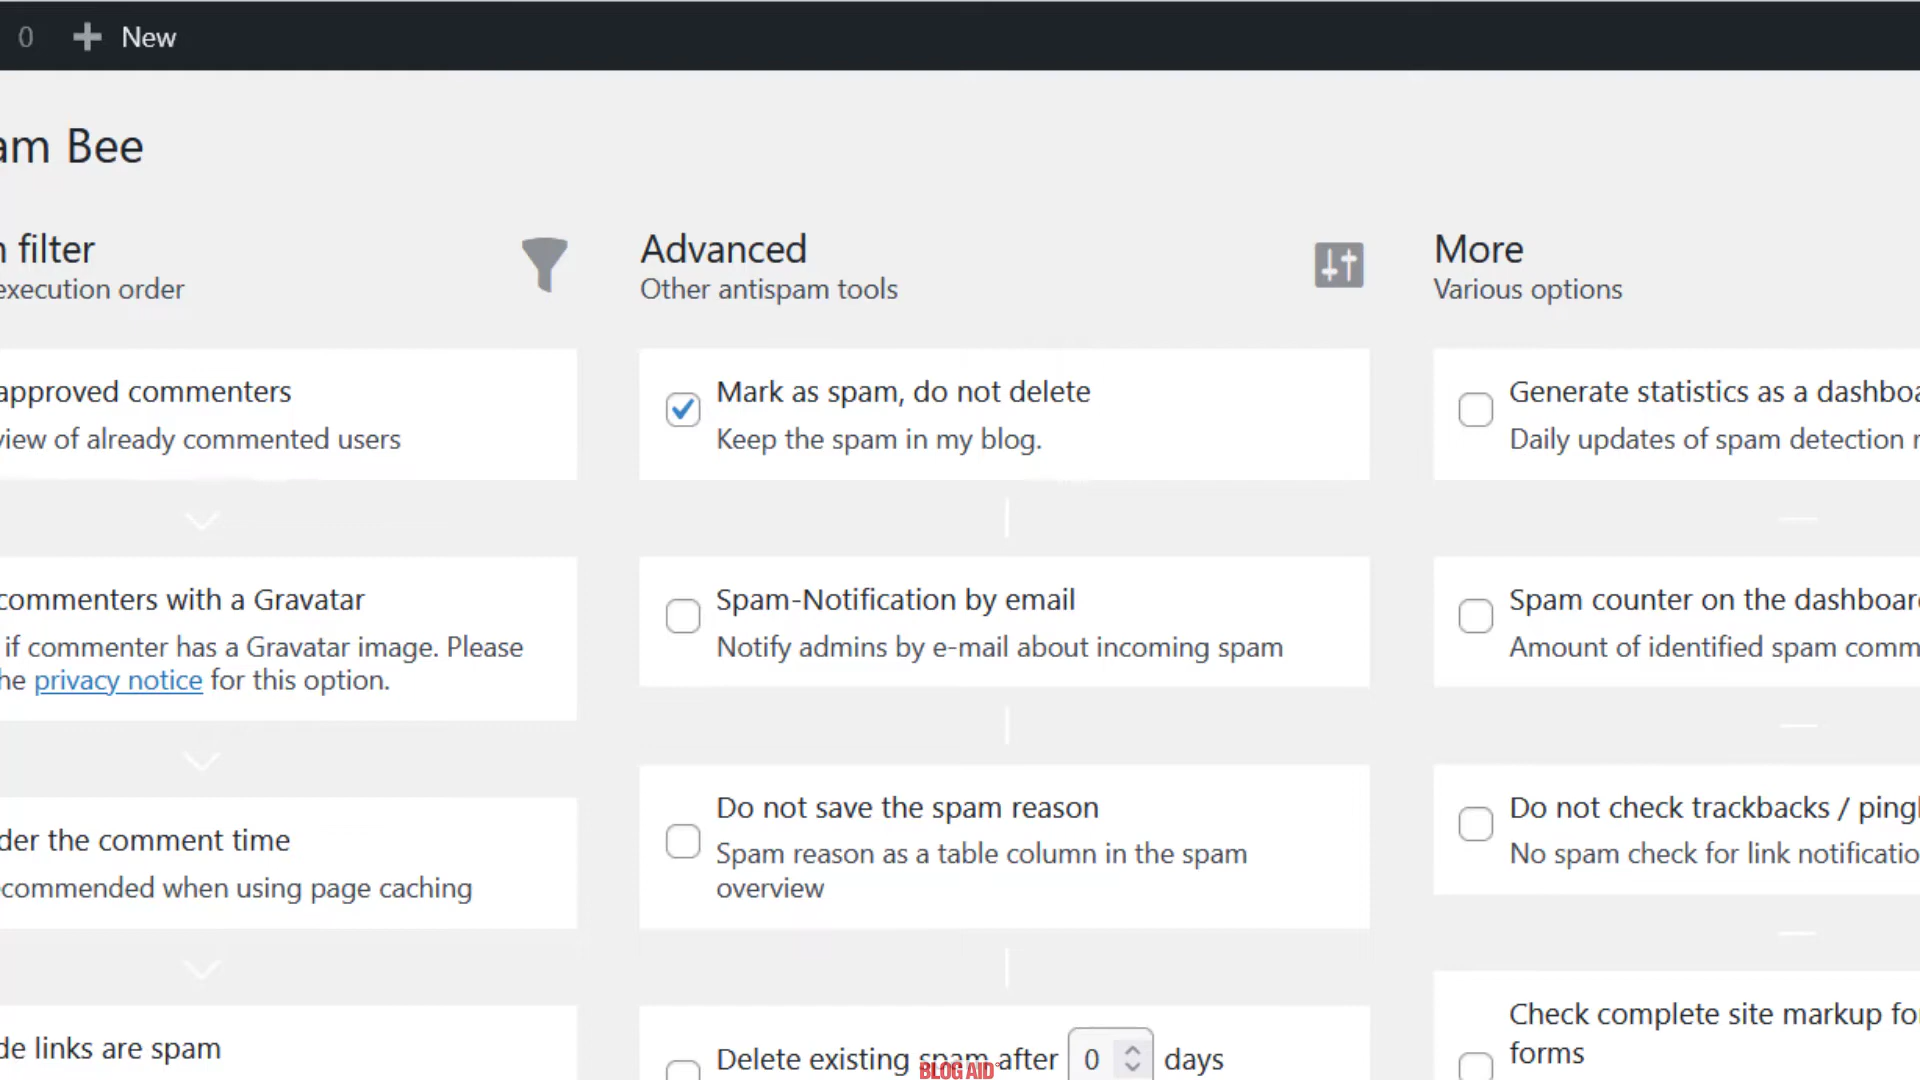 0 New
am Bee
filter
execution order
approved commenters
view of already commented users
commenters with a Gravatar
if commenter has a Gravatar image. Please
he privacy notice for this option.
der the comment time
commended when using page caching
de links are spam
Advanced
Other antispam tools
Mark as spam, do not delete
Keep the spam in my blog.
Spam-Notification by email
Notify admins by e-mail about incoming spam
Do not save the spam reason
Spam reason as a table column in the spam
overview
Delete existing spam after 0 days
BLOG AID
More
Various options
Generate statistics as a dashboa
Daily updates of spam detection r
Spam counter on the dashboar
Amount of identified spam comm
Do not check trackbacks / ping
No spam check for link notificatio
Check complete site markup fo
forms